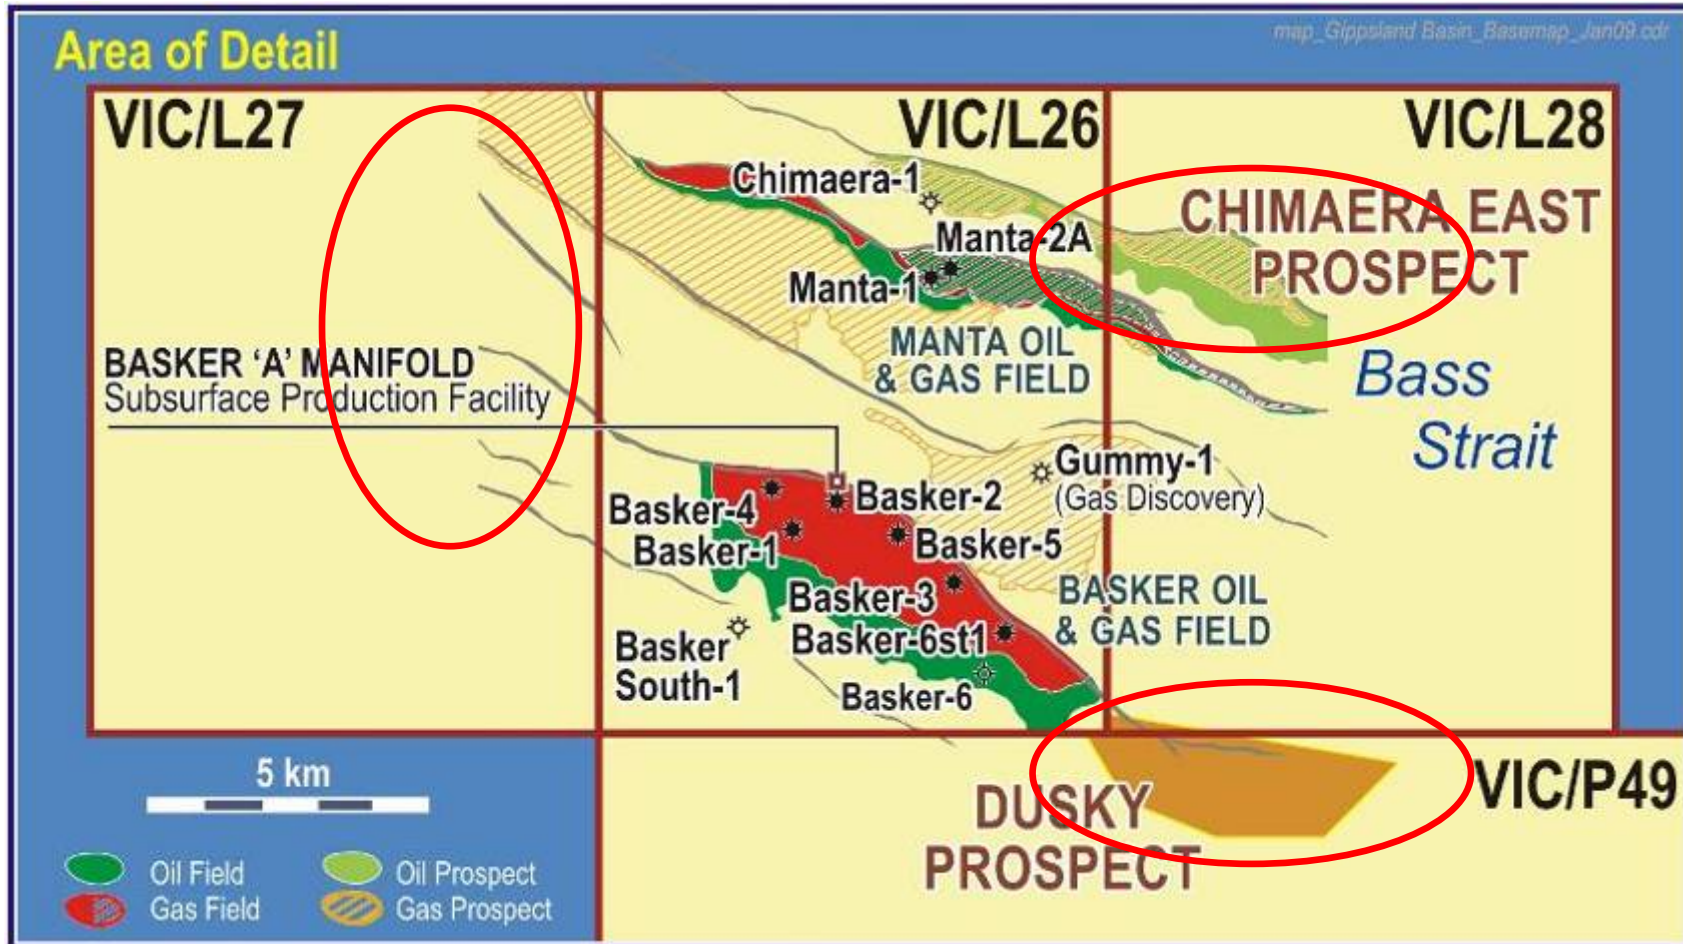 map_Gippsland Basin_Basemap_Jan09.cdr
Area of Detail
VIC/L27
VIC/L26
VIC/L28
Chimaera-1
CHIMAERA EAST
PROSPECT
Manta-2A
Manta-1
MANTA OIL
& GAS FIELD
BASKER ‘A’ MANIFOLD
Subsurface Production Facility
Bass
Strait
Gummy-1
(Gas Discovery)
Basker-2
Basker-4
Basker-1
Basker-5
Basker-3
BASKER OIL
& GAS FIELD
Basker-6st1
Basker
South-1
Basker-6
5 km
VIC/P49
DUSKY
PROSPECT
Oil Field
Oil Prospect
Gas Field
Gas Prospect